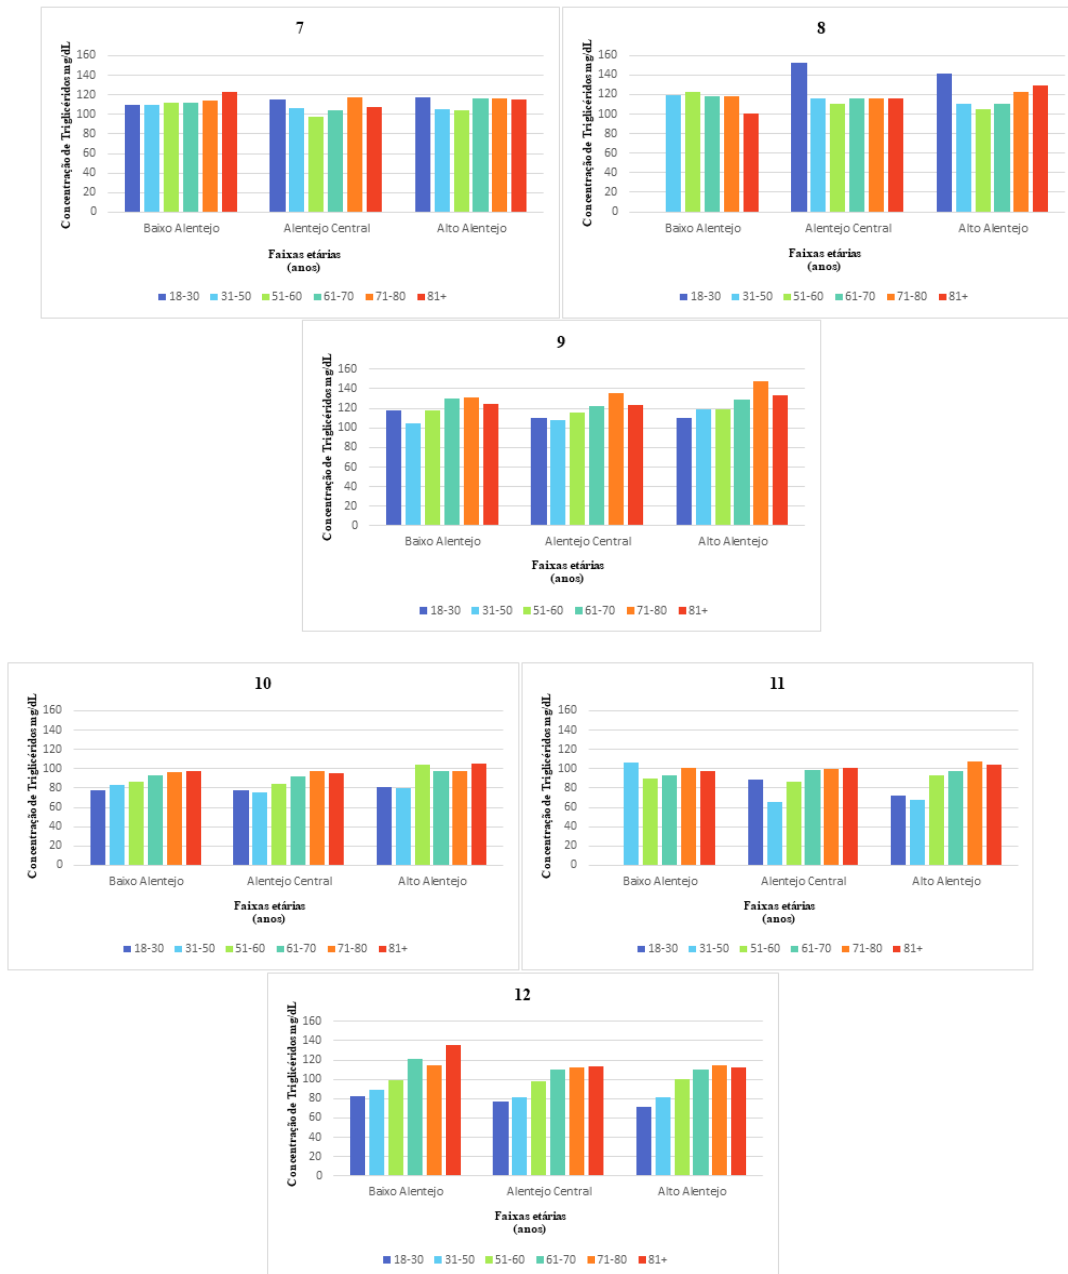 7
Concentração de Triglicéridos mg/dL
160
140
120
100
80
60
40
20
0
Baixo Alentejo Alentejo Central Alto Alentejo
Faixas etárias
(anos)
18-30 31-50 51-60 61-70 71-80 81+
8
Concentração de Triglicéridos mg/dL
160
140
120
100
80
60
40
20
0
Baixo Alentejo Alentejo Central Alto Alentejo
Faixas etárias
(anos)
18-30 31-50 51-60 61-70 71-80 81+
9
Concentração de Triglicéridos mg/dL
160
140
120
100
80
60
40
20
0
Baixo Alentejo Alentejo Central Alto Alentejo
Faixas etárias
(anos)
18-30 31-50 51-60 61-70 71-80 81+
10
Concentração de Triglicéridos mg/dL
160
140
120
100
80
60
40
20
0
Baixo Alentejo Alentejo Central Alto Alentejo
Faixas etárias
(anos)
18-30 31-50 51-60 61-70 71-80 81+
11
Concentração de Triglicéridos mg/dL
160
140
120
100
80
60
40
20
0
Baixo Alentejo Alentejo Central Alto Alentejo
Faixas etárias
(anos)
18-30 31-50 51-60 61-70 71-80 81+
12
Concentração de Triglicéridos mg/dL
160
140
120
100
80
60
40
20
0
Baixo Alentejo Alentejo Central Alto Alentejo
Faixas etárias
(anos)
18-30 31-50 51-60 61-70 71-80 81+